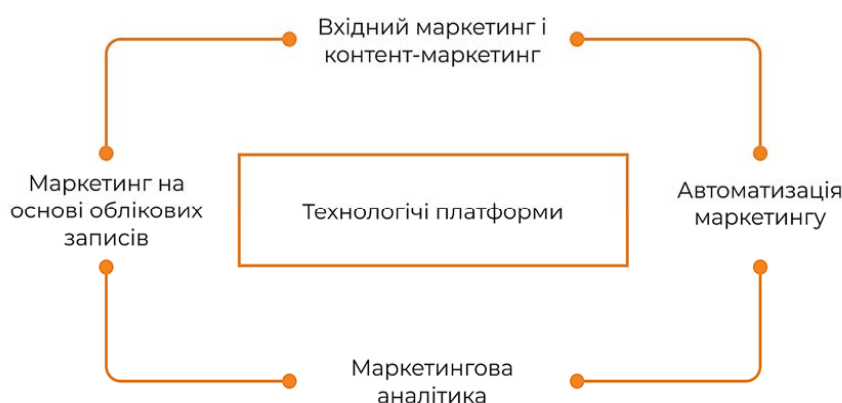 Вхідний маркетинг і
контент-маркетинг
Маркетинг на
основі облікових
записів
Технологічі платформи
Автоматизація
маркетингу
Маркетингова
аналітика